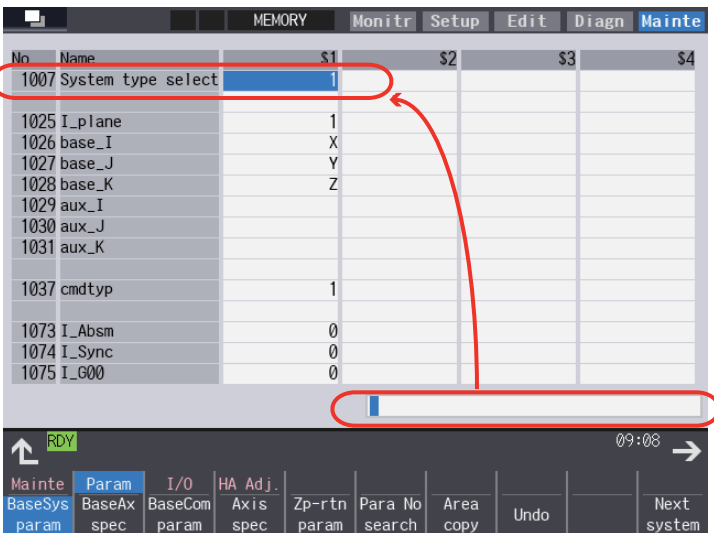 MEMORY Monitr Setup Edit Diagn Mainte
No Name $1 $2 $3 $4
1007 System type select 1
1025 I_plane 1
1026 base_I X
1027 base_J Y
1028 base_K Z
1029 aux_I
1030 aux_J
1031 aux_K
1037 cmdtyp 1
1073 I_Absm 0
1074 I_Sync 0
1075 I_G00 0
RDY 09:08
Mainte Param I/O HA Adj.
BaseSys BaseAx BaseCom Axis Zp-rtn Para No Area Undo Next
param spec param spec param search copy system